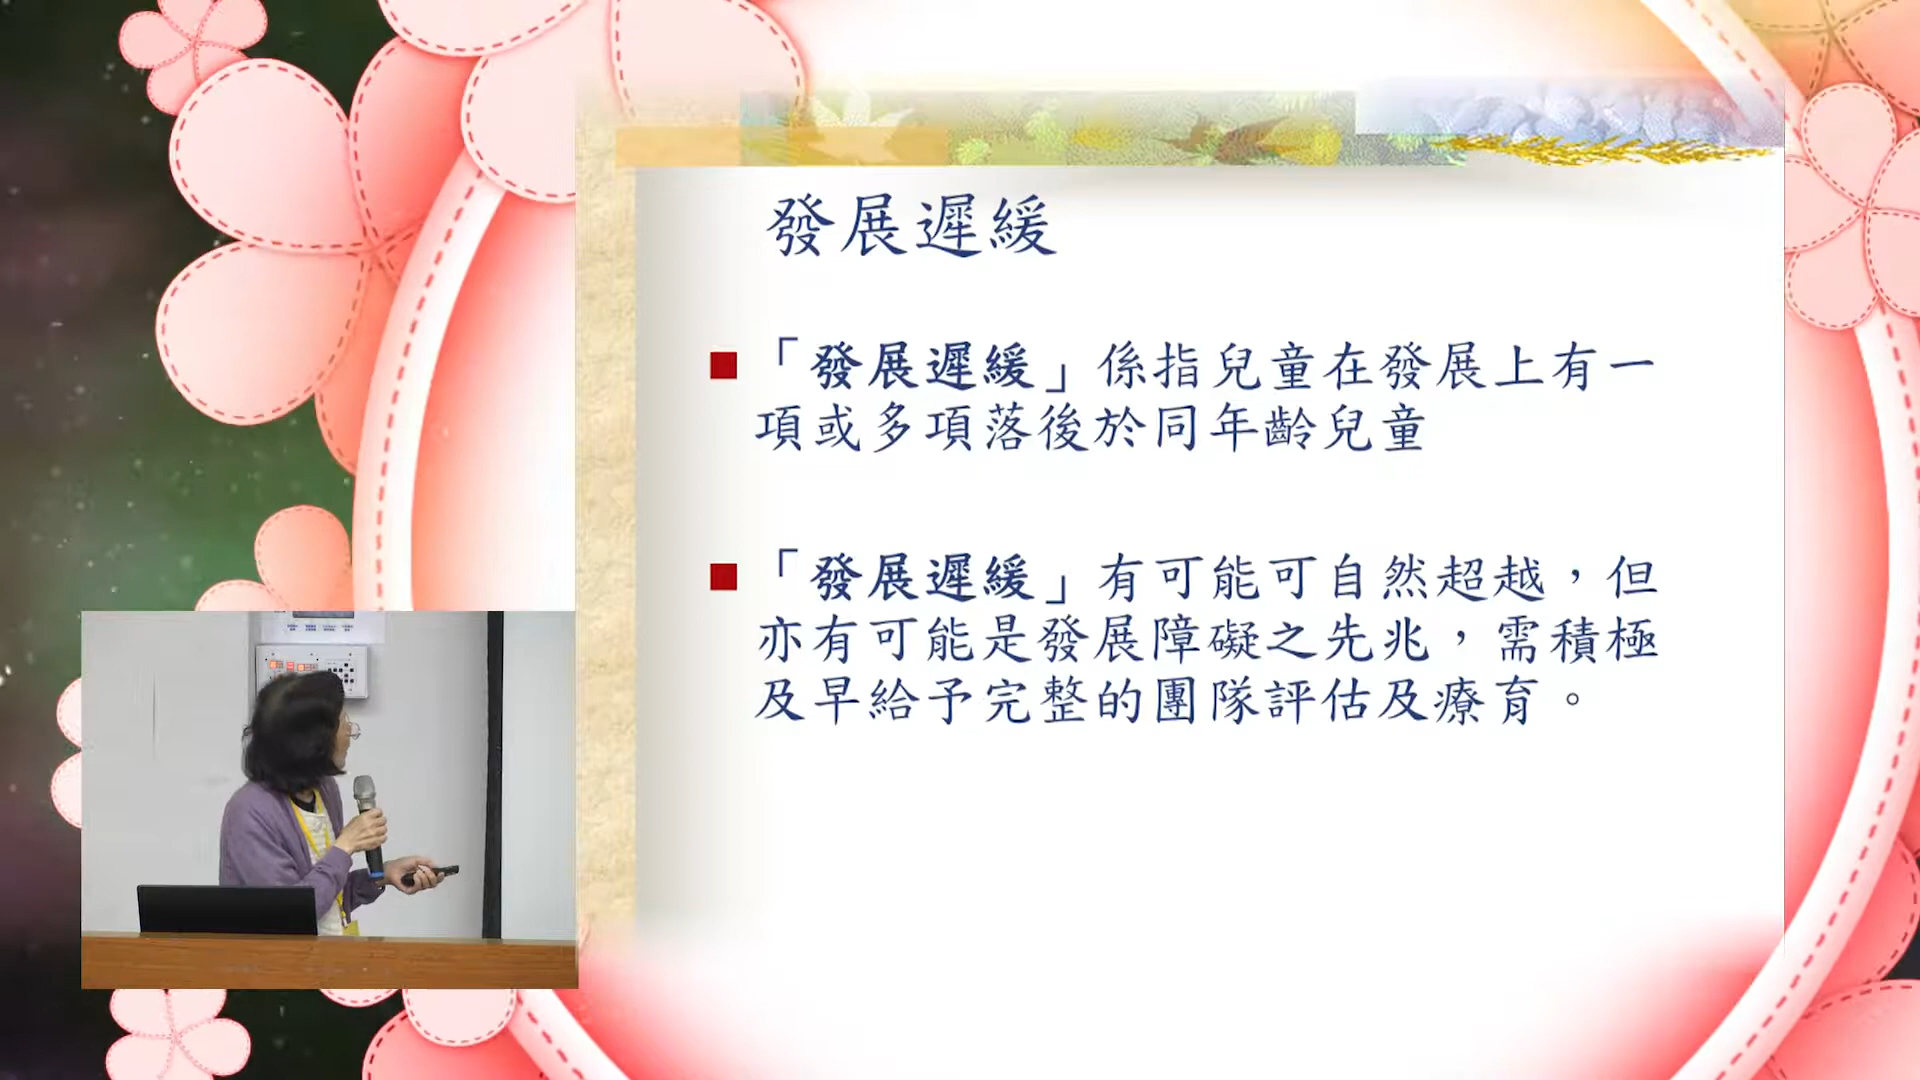 發展遲緩
「發展遲緩」係指兒童在發展上有一
項或多項落後於同年齡兒童
「發展遲緩」有可能可自然超越，但
亦有可能是發展障礙之先兆，需積極
及早給予完整的團隊評估及療育。